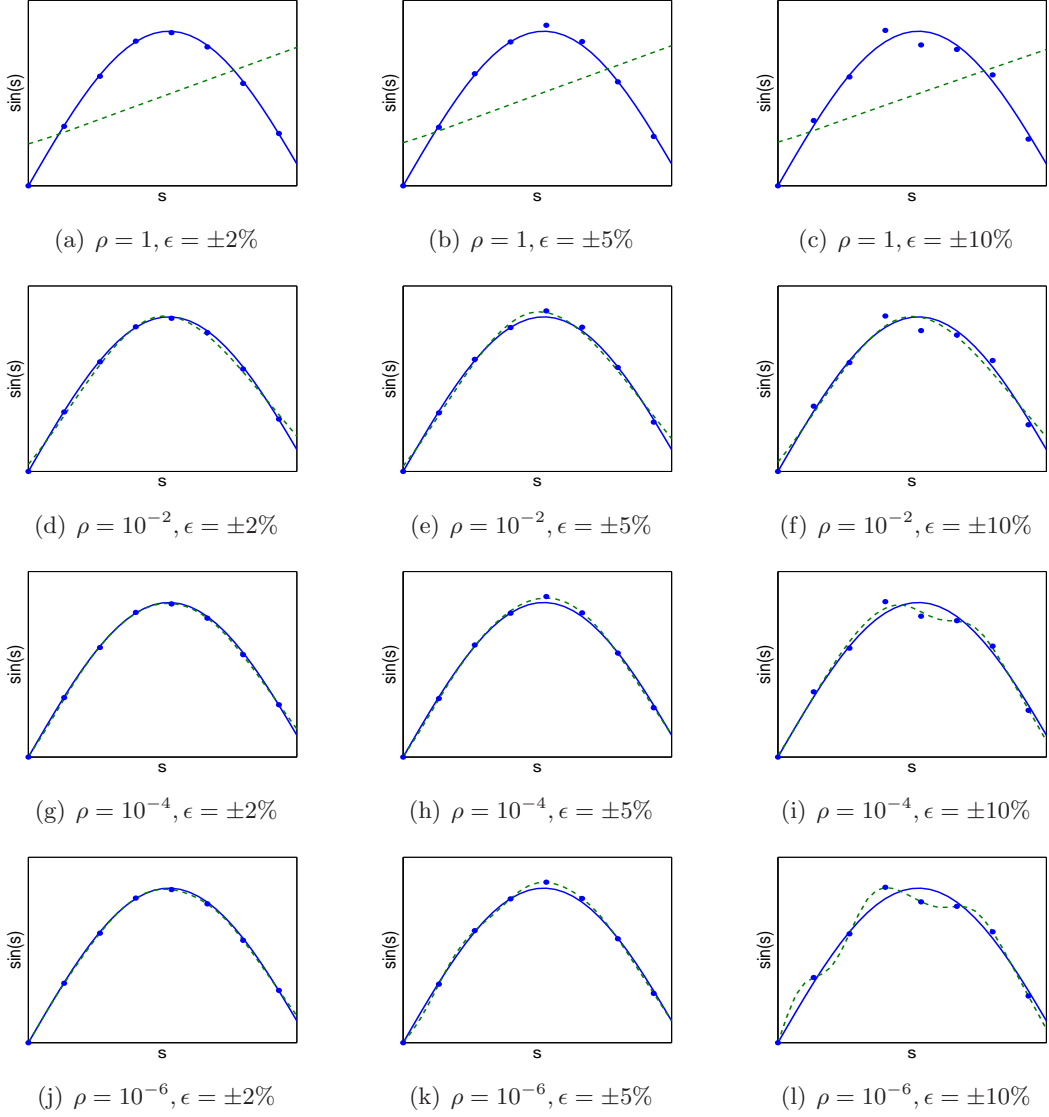 sin(s) sin(s) sin(s)
s s s
(a) ρ = 1, ϵ = ±2% (b) ρ = 1, ϵ = ±5% (c) ρ = 1, ϵ = ±10%
sin(s) sin(s) sin(s)
s s s
(d) ρ = 10⁻², ϵ = ±2% (e) ρ = 10⁻², ϵ = ±5% (f) ρ = 10⁻², ϵ = ±10%
sin(s) sin(s) sin(s)
s s s
(g) ρ = 10⁻⁴, ϵ = ±2% (h) ρ = 10⁻⁴, ϵ = ±5% (i) ρ = 10⁻⁴, ϵ = ±10%
sin(s) sin(s) sin(s)
s s s
(j) ρ = 10⁻⁶, ϵ = ±2% (k) ρ = 10⁻⁶, ϵ = ±5% (l) ρ = 10⁻⁶, ϵ = ±10%